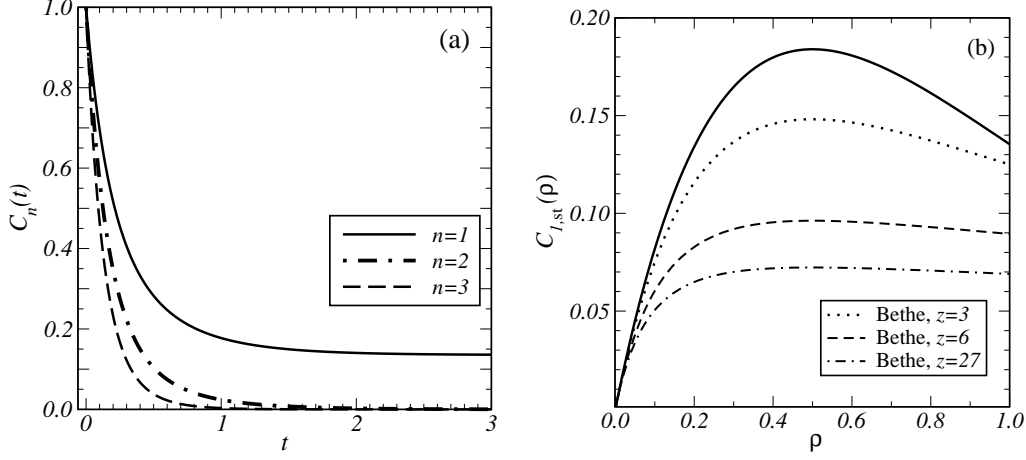 (a)
1.0
0.8
0.6
0.4
0.2
0.0
C_n(t)
n=1
n=2
n=3
0
1
2
3
t
(b)
0.20
0.15
0.10
0.05
C_{1,st}(ρ)
Bethe, z=3
Bethe, z=6
Bethe, z=27
0.0
0.2
0.4
0.6
0.8
1.0
ρ